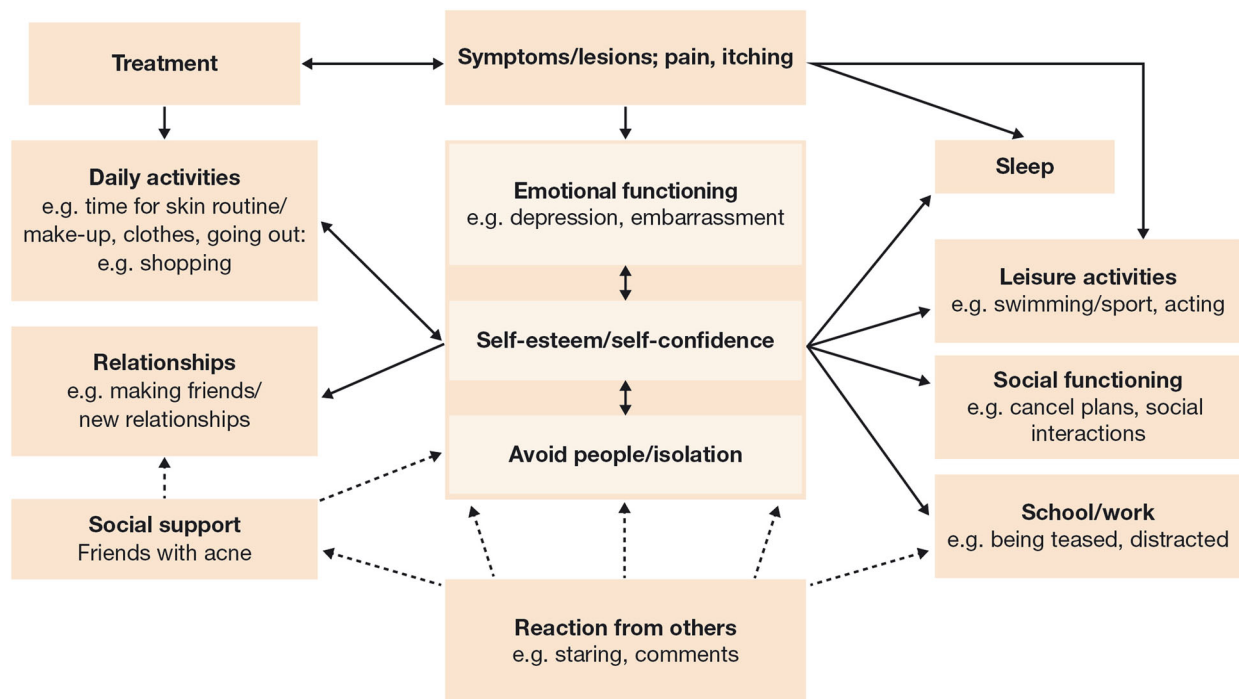 Treatment
Symptoms/lesions; pain, itching
Daily activities
e.g. time for skin routine/
make-up, clothes, going out:
e.g. shopping
Emotional functioning
e.g. depression, embarrassment
Sleep
Leisure activities
e.g. swimming/sport, acting
Self-esteem/self-confidence
Relationships
e.g. making friends/
new relationships
Social functioning
e.g. cancel plans, social
interactions
Avoid people/isolation
Social support
Friends with acne
School/work
e.g. being teased, distracted
Reaction from others
e.g. staring, comments